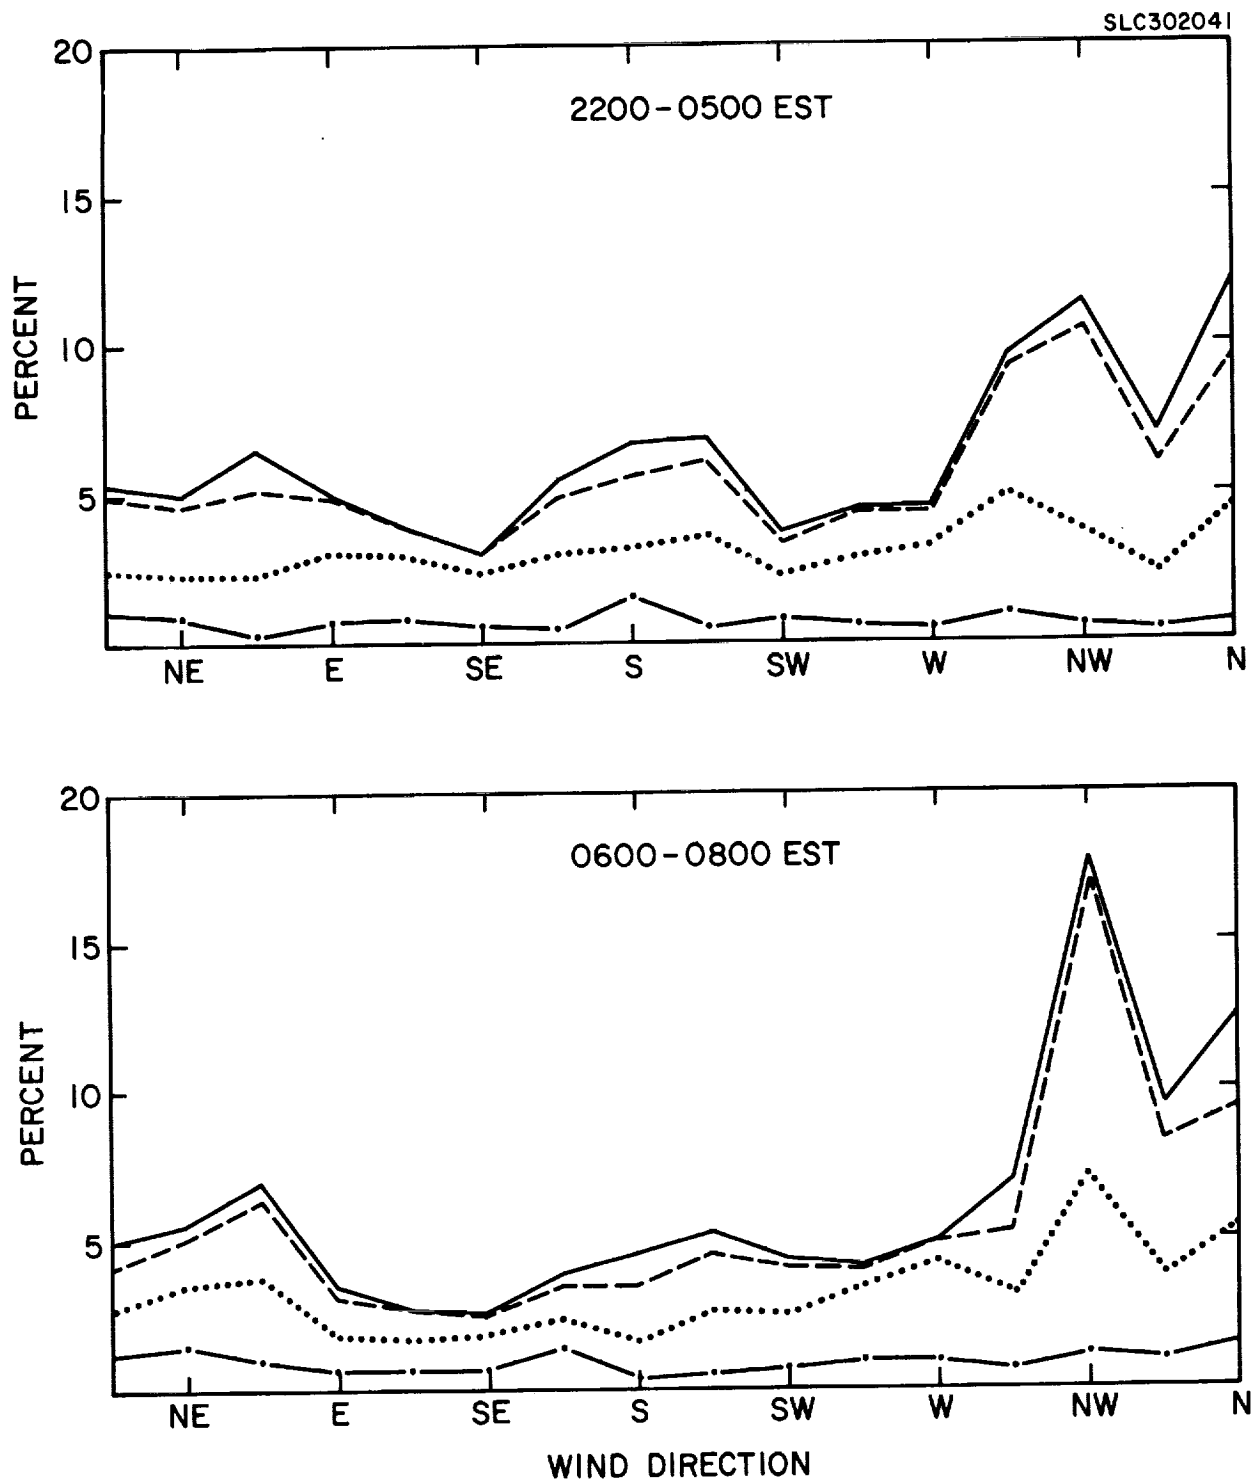 SLC302041
2200-0500 EST
20
15
10
5
PERCENT
NE E SE S SW W NW N
0600-0800 EST
20
15
10
5
PERCENT
NE E SE S SW W NW N
WIND DIRECTION